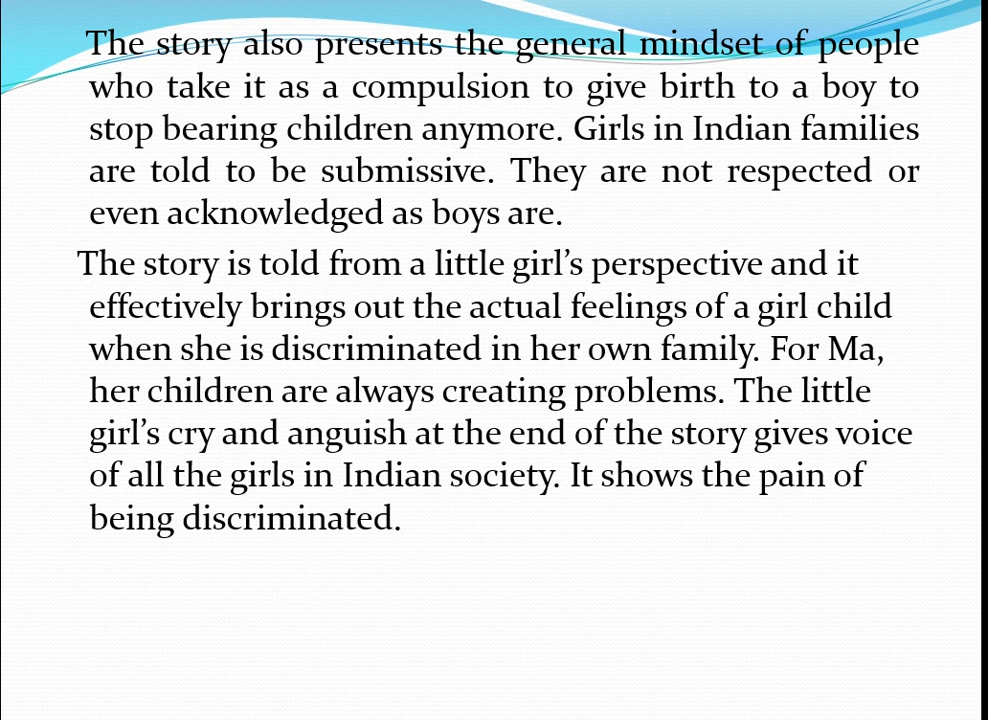 The story also presents the general mindset of people
who take it as a compulsion to give birth to a boy to
stop bearing children anymore. Girls in Indian families
are told to be submissive. They are not respected or
even acknowledged as boys are.
The story is told from a little girl’s perspective and it
effectively brings out the actual feelings of a girl child
when she is discriminated in her own family. For Ma,
her children are always creating problems. The little
girl’s cry and anguish at the end of the story gives voice
of all the girls in Indian society. It shows the pain of
being discriminated.